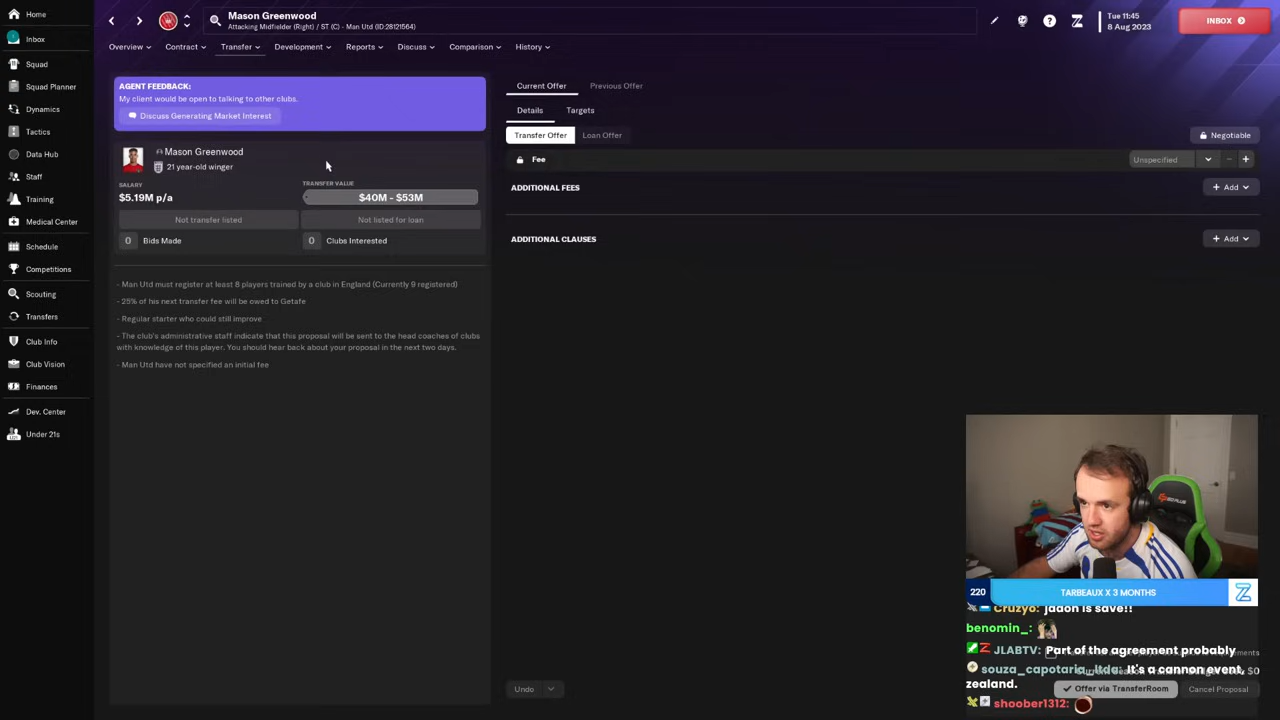 Home
Inbox
Squad
Squad Planner
Dynamics
Tactics
Data Hub
Staff
Training
Medical Center
Schedule
Competitions
Scouting
Transfers
Club Info
Club Vision
Finances
Dev. Center
Under 21s
Mason Greenwood
Attacking Midfielder (Right) / ST (C) - Man Utd (ID:28121564)
Tue 11:45
8 Aug 2023
INBOX
Overview
Contract
Transfer
Development
Reports
Discuss
Comparison
History
AGENT FEEDBACK:
My client would be open to talking to other clubs.
Discuss Generating Market Interest
Mason Greenwood
21 year-old winger
SALARY
$5.19M p/a
TRANSFER VALUE
$40M - $53M
Not transfer listed
Not listed for loan
0 Bids Made
0 Clubs Interested
- Man Utd must register at least 8 players trained by a club in England (Currently 9 registered)
- 25% of his next transfer fee will be owed to Getafe
- Regular starter who could still improve
- The club's administrative staff indicate that this proposal will be sent to the head coaches of clubs
with knowledge of this player. You should hear back about your proposal in the next two days.
- Man Utd have not specified an initial fee
Current Offer
Previous Offer
Details
Targets
Transfer Offer
Loan Offer
Negotiable
Fee
Unspecified
ADDITIONAL FEES
+ Add
ADDITIONAL CLAUSES
+ Add
220
TARBEAUX X 3 MONTHS
Cruzyo: jadon is save!!
benomin_:
JLABTV: Part of the agreement probably
souza_capotaria_ltda: It's a cannon event
zealand.
shoober1312:
Undo
Offer via TransferRoom
Cancel Proposal